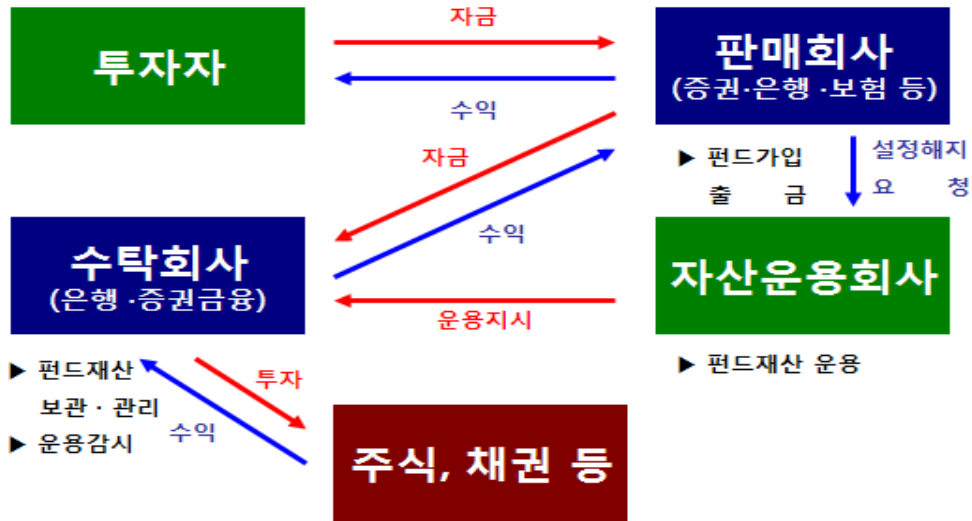 자금
투자자
판매회사
(증권·은행 ·보험 등)
수익
자금
▶ 펀드가입
출 금
설정해지
요 청
수익
수탁회사
(은행 ·증권금융)
자산운용회사
운용지시
▶ 펀드재산
보관 · 관리
▶ 운용감시
투자
수익
▶ 펀드재산 운용
주식, 채권 등